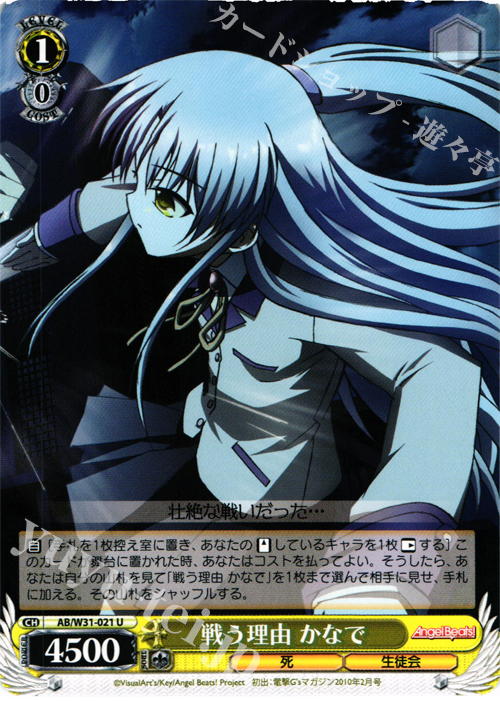 LEVEL
1
0
COST
カードショップ - 遊々亭
壮絶な戦いだった…
手札を1枚控え室に置き、あなたの しているキャラを1枚 する] こ
のカードが舞台に置かれた時、あなたはコストを払ってよい。そうしたら、あ
なたは自分の山札を見て「戦う理由 かなで」を1枚まで選んで相手に見せ、手札
に加える。その山札をシャッフルする。
yuyu-tei.jp
CH AB/W31-021 U
戦う理由 かなで
Angel Beats!
POWER
4500
SOUL
死 生徒会
©VisualArt's/Key/Angel Beats! Project 初出:電撃G'sマガジン2010年2月号